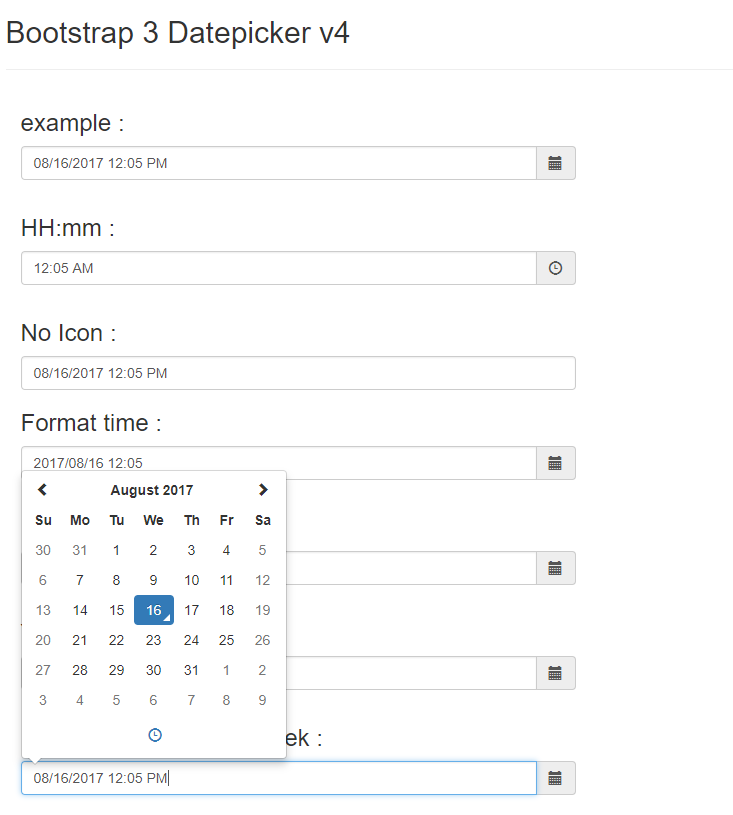 Bootstrap 3 Datepicker v4
example :
08/16/2017 12:05 PM
HH:mm :
12:05 AM
No Icon :
08/16/2017 12:05 PM
Format time :
2017/08/16 12:05
August 2017
Su Mo Tu We Th Fr Sa
30 31 1 2 3 4 5
6 7 8 9 10 11 12
13 14 15 16 17 18 19
20 21 22 23 24 25 26
27 28 29 30 31 1 2
3 4 5 6 7 8 9
ek :
08/16/2017 12:05 PM